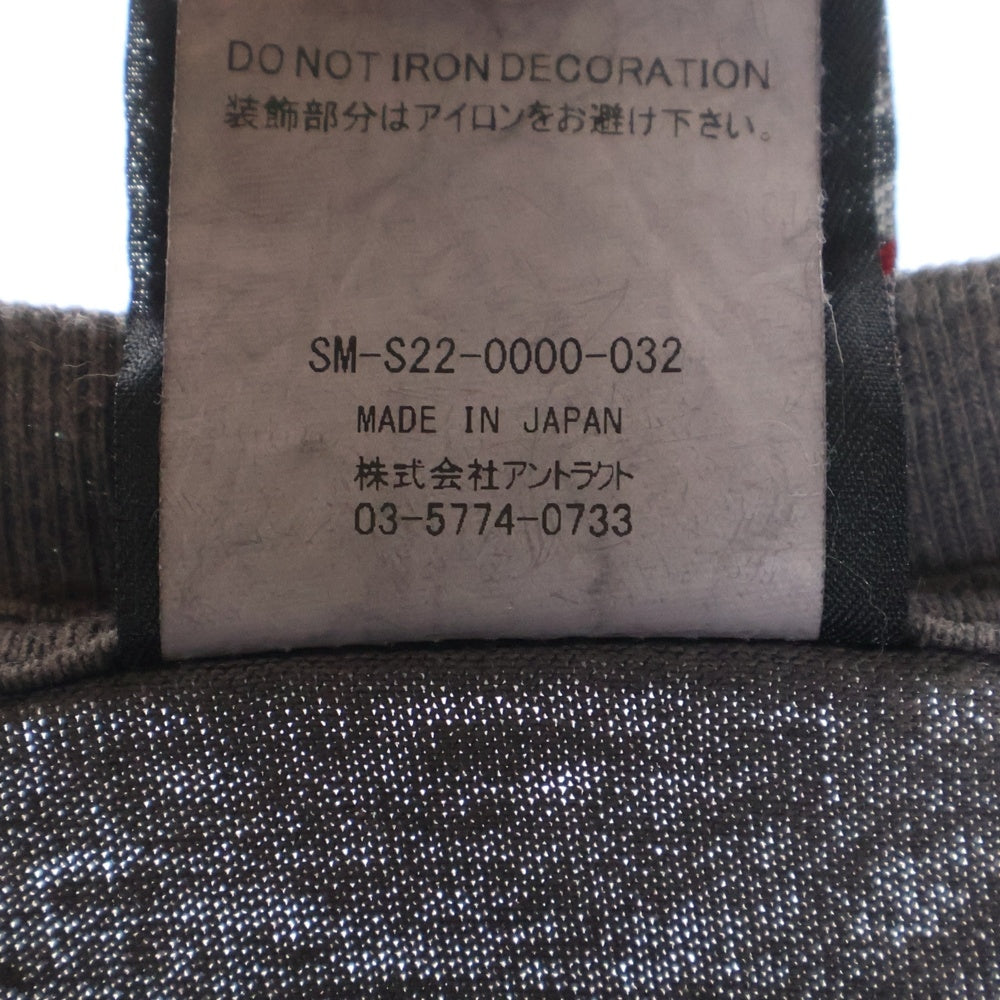 DO NOT IRON DECORATION
装飾部分はアイロンをお避け下さい。
SM-S22-0000-032
MADE IN JAPAN
株式会社アントラクト
03-5774-0733